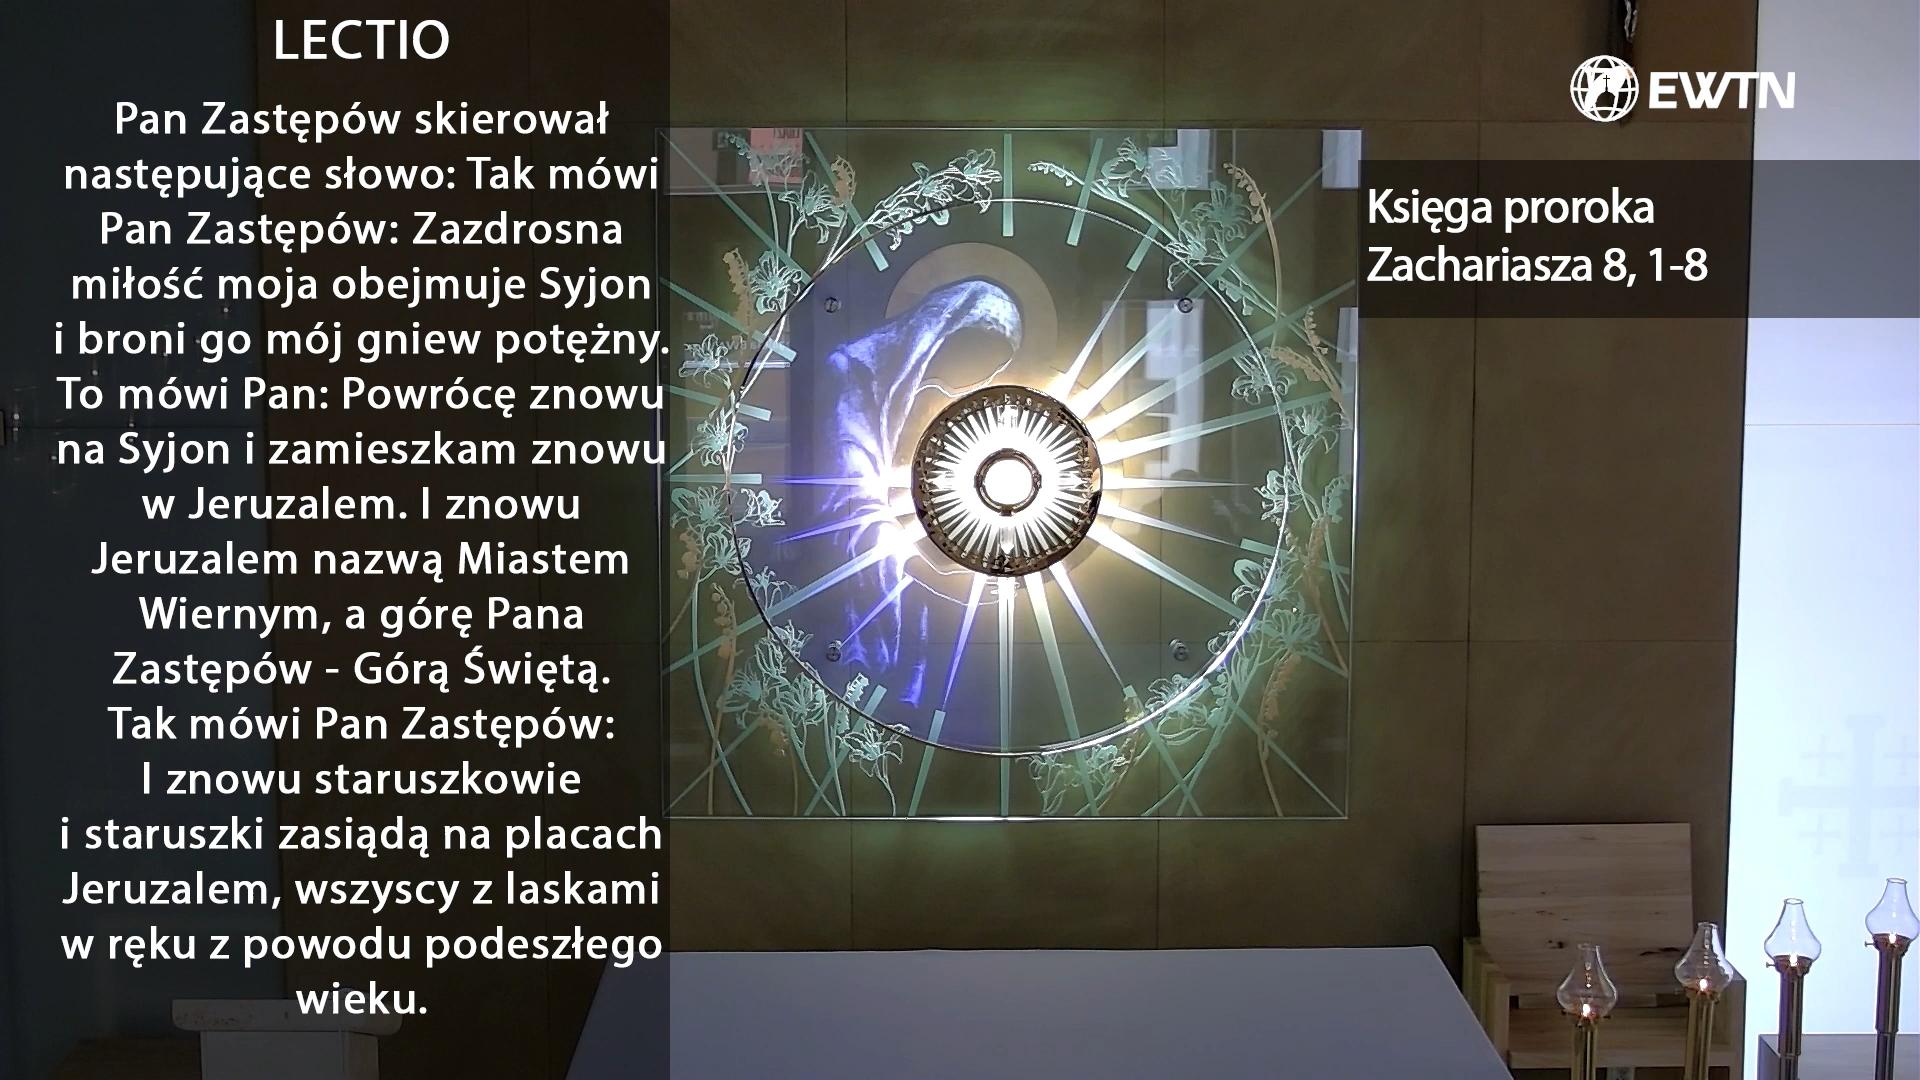 LECTIO
Pan Zastępów skierował
następujące słowo: Tak mówi
Pan Zastępów: Zazdrosna
miłość moja obejmuje Syjon
i broni go mój gniew potężny.
To mówi Pan: Powrócę znowu
na Syjon i zamieszkam znowu
w Jeruzalem. I znowu
Jeruzalem nazwą Miastem
Wiernym, a górę Pana
Zastępów - Górą Świętą.
Tak mówi Pan Zastępów:
I znowu staruszkowie
i staruszki zasiądą na placach
Jeruzalem, wszyscy z laskami
w ręku z powodu podeszłego
wieku.
EWTN
Księga proroka
Zachariasza 8, 1-8